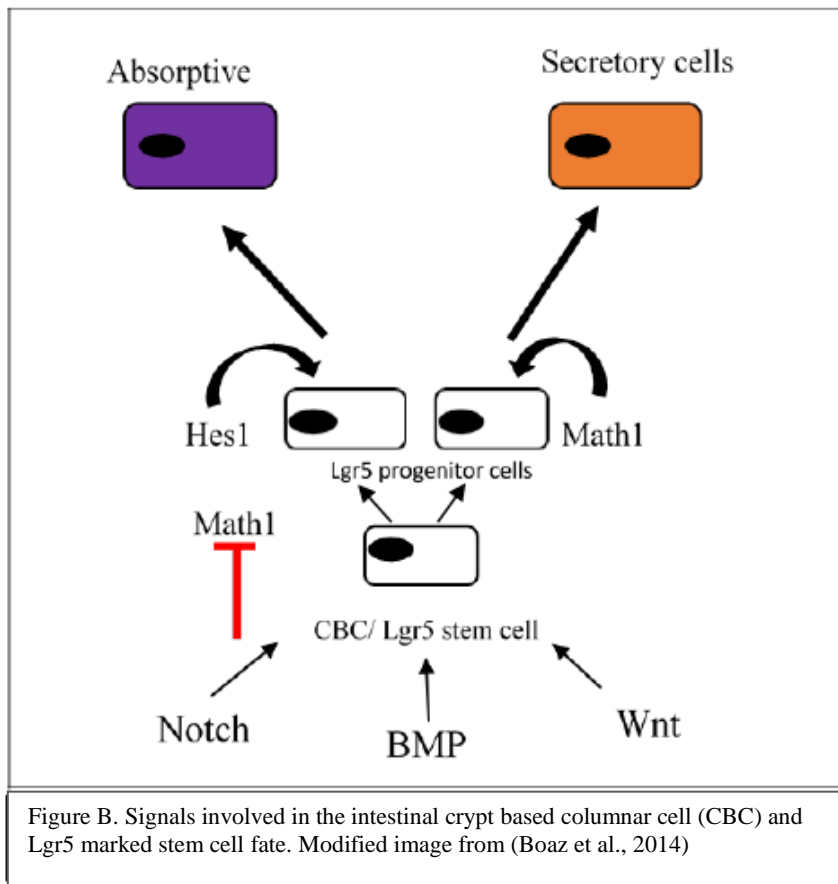 Absorptive
Secretory cells
Hes1
Math1
Lgr5 progenitor cells
Math1
CBC/ Lgr5 stem cell
Notch
BMP
Wnt
Figure B. Signals involved in the intestinal crypt based columnar cell (CBC) and
Lgr5 marked stem cell fate. Modified image from (Boaz et al., 2014)